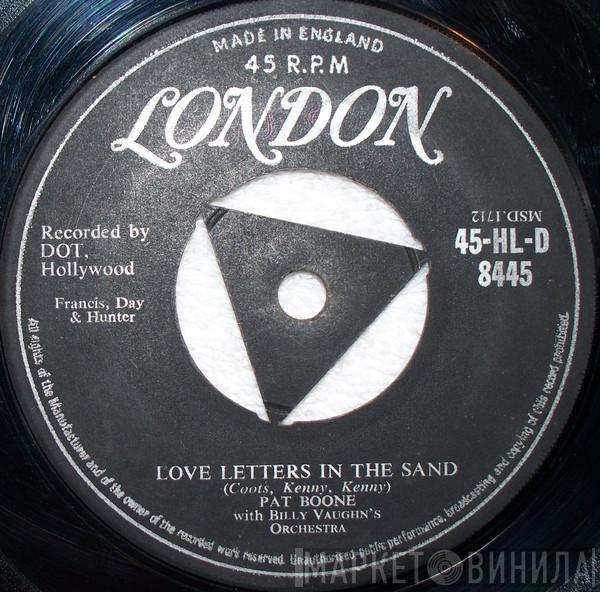 MADE IN ENGLAND
45 R.P.M
LONDON
MSD.1712
Recorded by
DOT,
Hollywood
45-HL-D
8445
Francis, Day
& Hunter
LOVE LETTERS IN THE SAND
(Coots, Kenny, Kenny)
PAT BOONE
with BILLY VAUGHN'S
ORCHESTRA
All rights of the Manufacturer and of the owner of the recorded work reserved. Unauthorised public performance, broadcasting and copying of this record prohibited.
МАРКЕТ ВИНИЛА